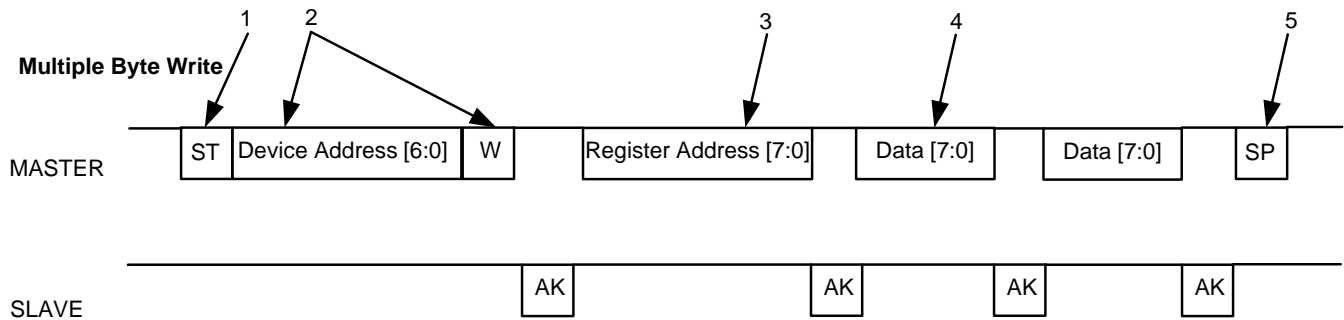 1 2 3 4 5
Multiple Byte Write
ST Device Address [6:0] W Register Address [7:0] Data [7:0] Data [7:0] SP
MASTER
AK AK AK AK
SLAVE